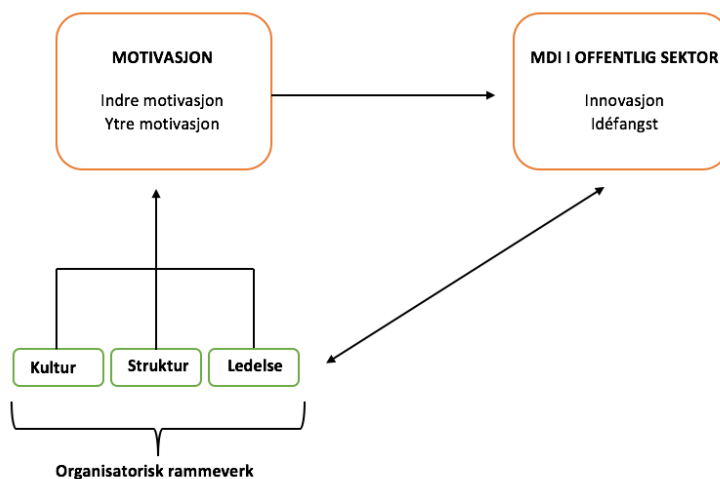 MOTIVASJON
Indre motivasjon
Ytre motivasjon
MDI I OFFENTLIG SEKTOR
Innovasjon
Idéfangst
Kultur
Struktur
Ledelse
Organisatorisk rammeverk